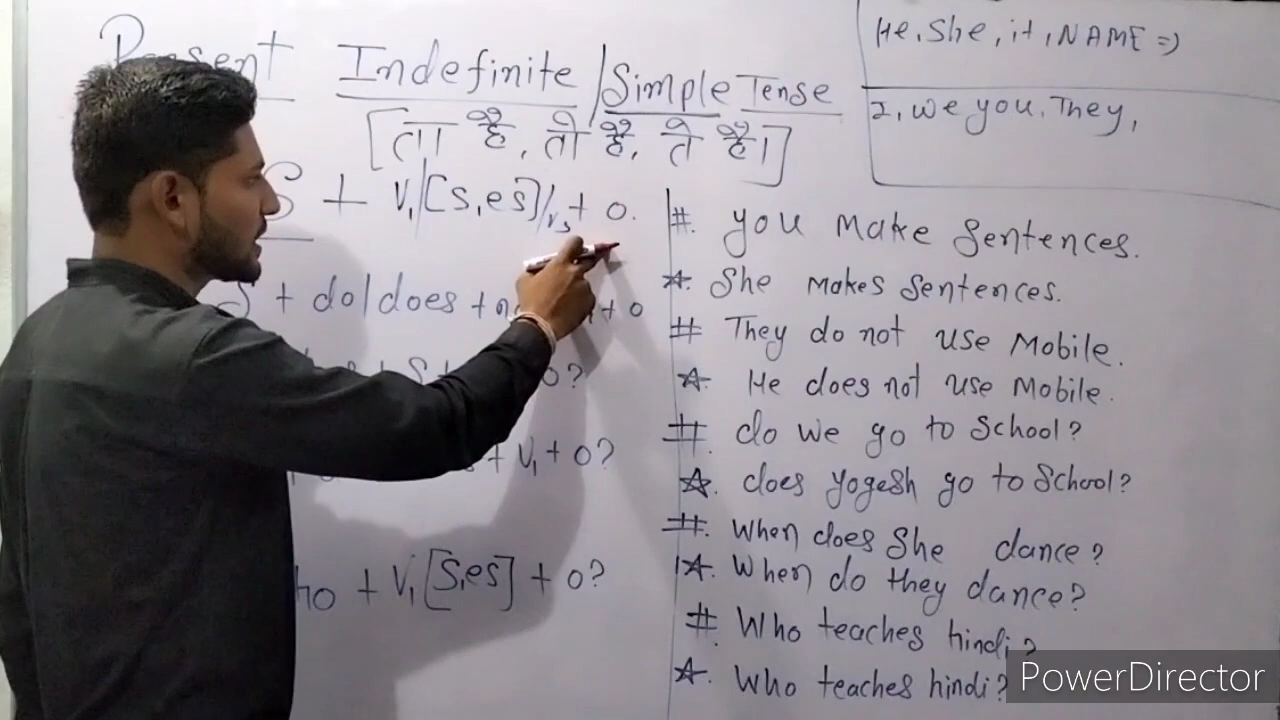 Present Indefinite / Simple Tense
[ता है, ती है, ते है।]
S + V₁/[s,es]/V₅ + o.
S + do/does + + o
o?
+ V₁ + o?
+ V₁[s,es] + o?
He, She, it, NAME ⇒
I, we you, They,
#. you make sentences.
☆. She makes sentences.
# They do not use Mobile.
☆. He does not use Mobile.
#. do we go to school?
☆. does yogesh go to school?
#. when does she dance?
☆. when do they dance?
#. Who teaches hindi?
☆. Who teaches hindi?
PowerDirector